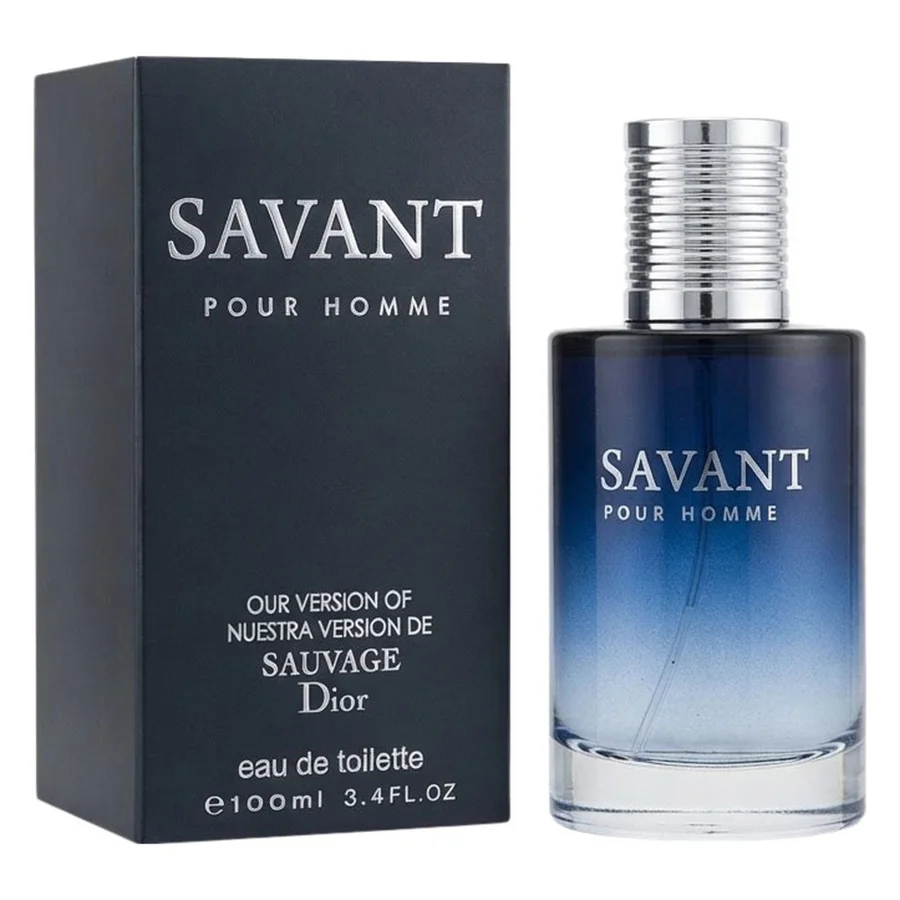 SAVANT
POUR HOMME
OUR VERSION OF
NUESTRA VERSION DE
SAUVAGE
Dior
eau de toilette
℮100ml 3.4FL.OZ
SAVANT
POUR HOMME